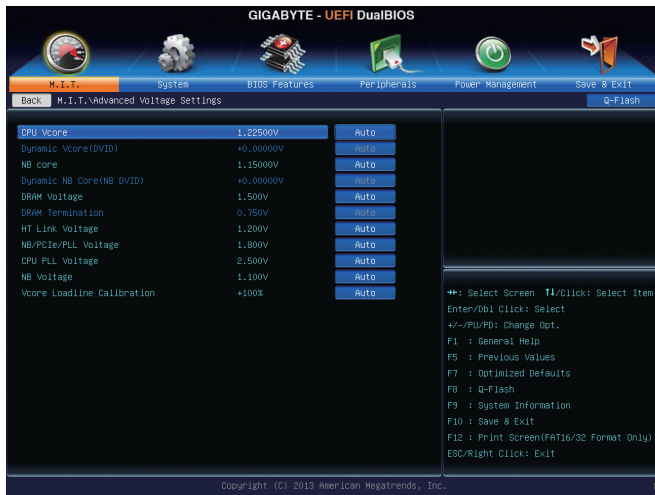 GIGABYTE - UEFI DualBIOS
M.I.T. System BIOS Features Peripherals Power Management Save & Exit
Back M.I.T.\Advanced Voltage Settings Q-Flash
CPU Vcore 1.22500V Auto
Dynamic Vcore(DVID) +0.00000V Auto
NB core 1.15000V Auto
Dynamic NB Core(NB DVID) +0.00000V Auto
DRAM Voltage 1.500V Auto
DRAM Termination 0.750V Auto
HT Link Voltage 1.200V Auto
NB/PCIe/PLL Voltage 1.800V Auto
CPU PLL Voltage 2.500V Auto
NB Voltage 1.100V Auto
Vcore Loadline Calibration +100% Auto
→←: Select Screen ↑↓/Click: Select Item
Enter/Dbl Click: Select
+/-/PU/PD: Change Opt.
F1 : General Help
F5 : Previous Values
F7 : Optimized Defaults
F8 : Q-Flash
F9 : System Information
F10 : Save & Exit
F12 : Print Screen(FAT16/32 Format Only)
ESC/Right Click: Exit
Copyright (C) 2013 American Megatrends, Inc.